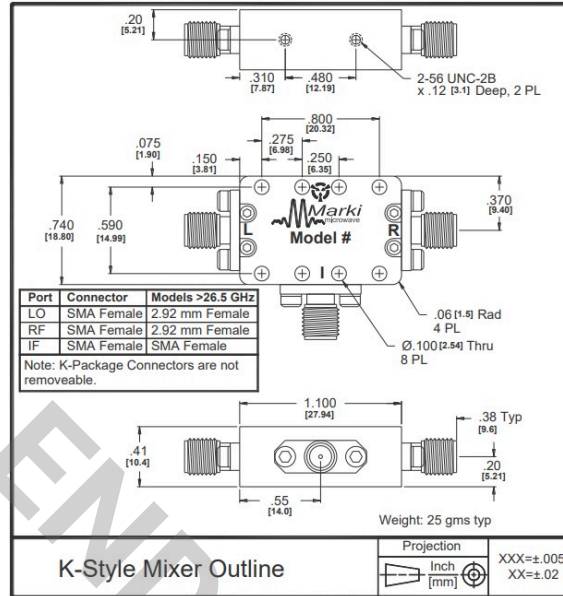 .20
[5.21]
.310
[7.87]
.480
[12.19]
2-56 UNC-2B
x .12 [3.1] Deep, 2 PL
.800
[20.32]
.075
[1.90]
.275
[6.98]
.150
[3.81]
.250
[6.35]
.740
[18.80]
.590
[14.99]
.370
[9.40]
Marki
microwave
L
Model #
R
I
Port Connector Models >26.5 GHz
LO SMA Female 2.92 mm Female
RF SMA Female 2.92 mm Female
IF SMA Female SMA Female
Note: K-Package Connectors are not
removeable.
.06 [1.5] Rad
4 PL
Ø.100 [2.54] Thru
8 PL
1.100
[27.94]
.38 Typ
[9.6]
.41
[10.4]
.20
[5.21]
.55
[14.0]
Weight: 25 gms typ
K-Style Mixer Outline
Projection
Inch
[mm]
XXX=±.005
XX=±.02
END